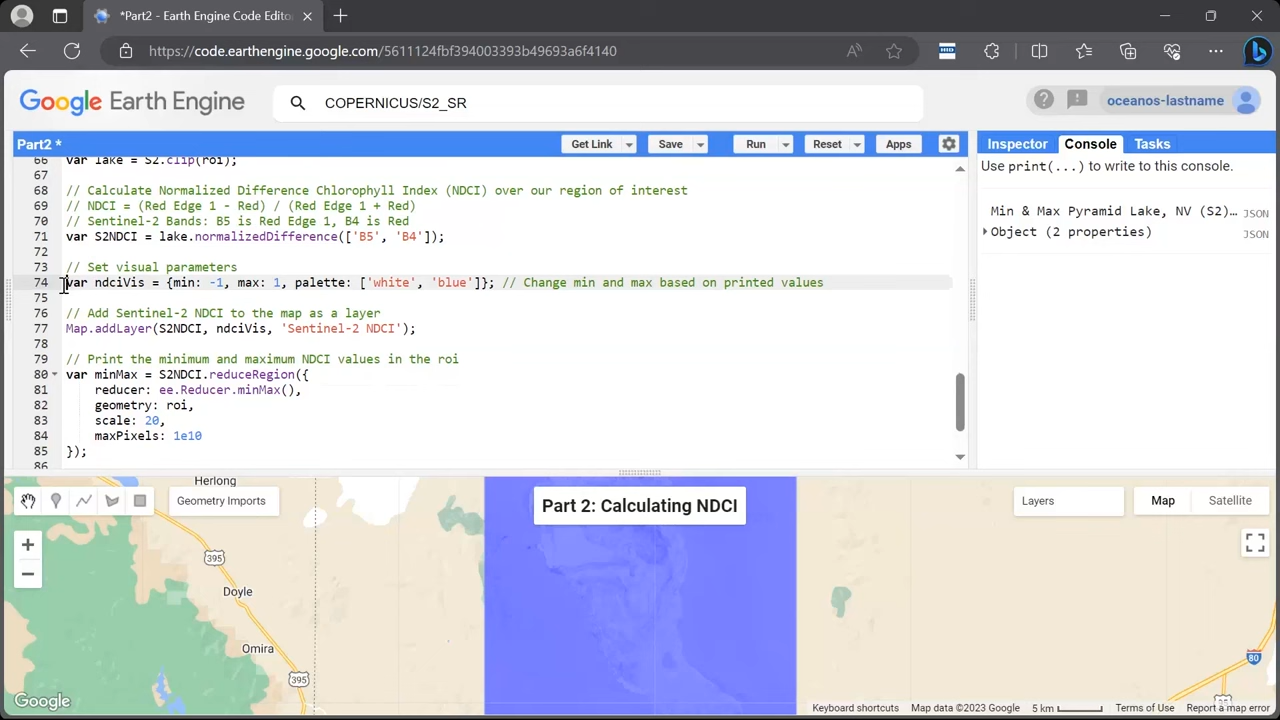 *Part2 - Earth Engine Code Edito
https://code.earthengine.google.com/5611124fbf394003393b49693a6f4140
Google Earth Engine
COPERNICUS/S2_SR
oceanos-lastname
Part2 *
Get Link
Save
Run
Reset
Apps
Inspector
Console
Tasks
Use print(...) to write to this console.
Min & Max Pyramid Lake, NV (S2)… JSON
Object (2 properties) JSON
66 var lake = S2.clip(roi);
67
68 // Calculate Normalized Difference Chlorophyll Index (NDCI) over our region of interest
69 // NDCI = (Red Edge 1 - Red) / (Red Edge 1 + Red)
70 // Sentinel-2 Bands: B5 is Red Edge 1, B4 is Red
71 var S2NDCI = lake.normalizedDifference(['B5', 'B4']);
72
73 // Set visual parameters
74 var ndciVis = {min: -1, max: 1, palette: ['white', 'blue']}; // Change min and max based on printed values
75
76 // Add Sentinel-2 NDCI to the map as a layer
77 Map.addLayer(S2NDCI, ndciVis, 'Sentinel-2 NDCI');
78
79 // Print the minimum and maximum NDCI values in the roi
80 var minMax = S2NDCI.reduceRegion({
81 reducer: ee.Reducer.minMax(),
82 geometry: roi,
83 scale: 20,
84 maxPixels: 1e10
85 });
86
Herlong
Geometry Imports
Part 2: Calculating NDCI
Layers
Map
Satellite
395
Doyle
Omira
395
80
Google
Keyboard shortcuts
Map data ©2023 Google
5 km
Terms of Use
Report a map error